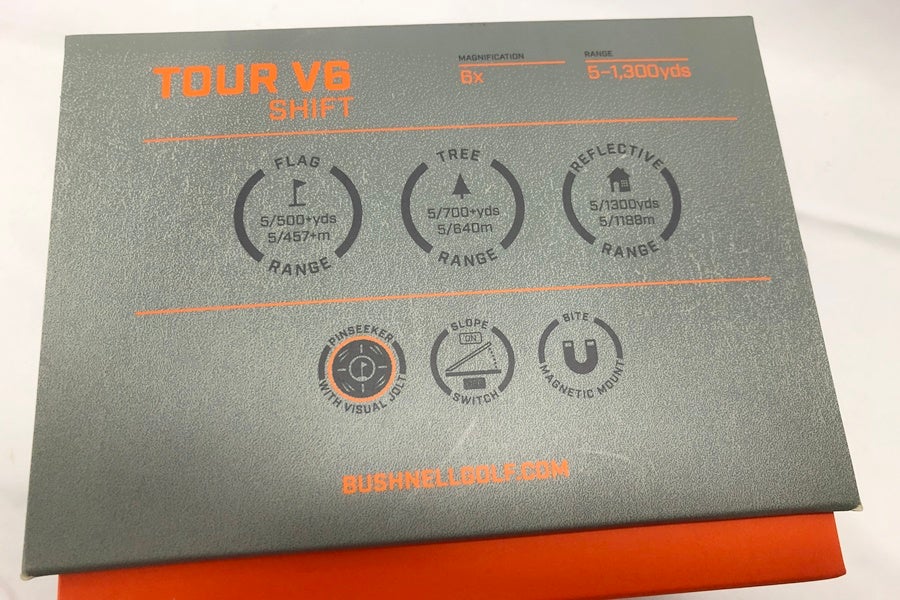 TOUR V6
SHIFT
MAGNIFICATION
6x
RANGE
5-1,300yds
FLAG
5/500+yds
5/457+m
RANGE
TREE
5/700+yds
5/640m
RANGE
REFLECTIVE
5/1300yds
5/1188m
RANGE
PINSEEKER
WITH VISUAL JOLT
SLOPE
ON
SWITCH
BITE
MAGNETIC MOUNT
BUSHNELLGOLF.COM